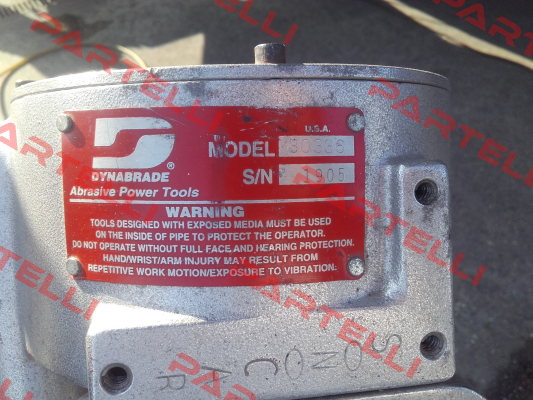 U.S.A.
MODEL
DYNABRADE ®
S/N 1905
Abrasive Power Tools
WARNING
TOOLS DESIGNED WITH EXPOSED MEDIA MUST BE USED
ON THE INSIDE OF PIPE TO PROTECT THE OPERATOR.
DO NOT OPERATE WITHOUT FULL FACE AND HEARING PROTECTION.
HAND/WRIST/ARM INJURY MAY RESULT FROM
REPETITIVE WORK MOTION/EXPOSURE TO VIBRATION.
PARTELLI
PARTELLI
PARTELLI
PARTELLI
PARTELLI